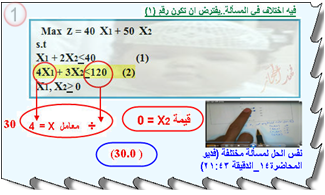 فيه اختلاف في المسألة..يفترض ان تكون رقم (١)
1
Max Z = 40 X1 + 50 X2
s.t
X1 + 2X2≤40 (1)
4X1 + 3X2≤120 (2)
X1, X2≥ 0
30
÷ معامل X = 4
قيمة X2 = 0
(30.0 )
نفس الحل لمسألة مختلفة (فديو
المحاضرة١٤_الدقيقة ٢١:٤٣)